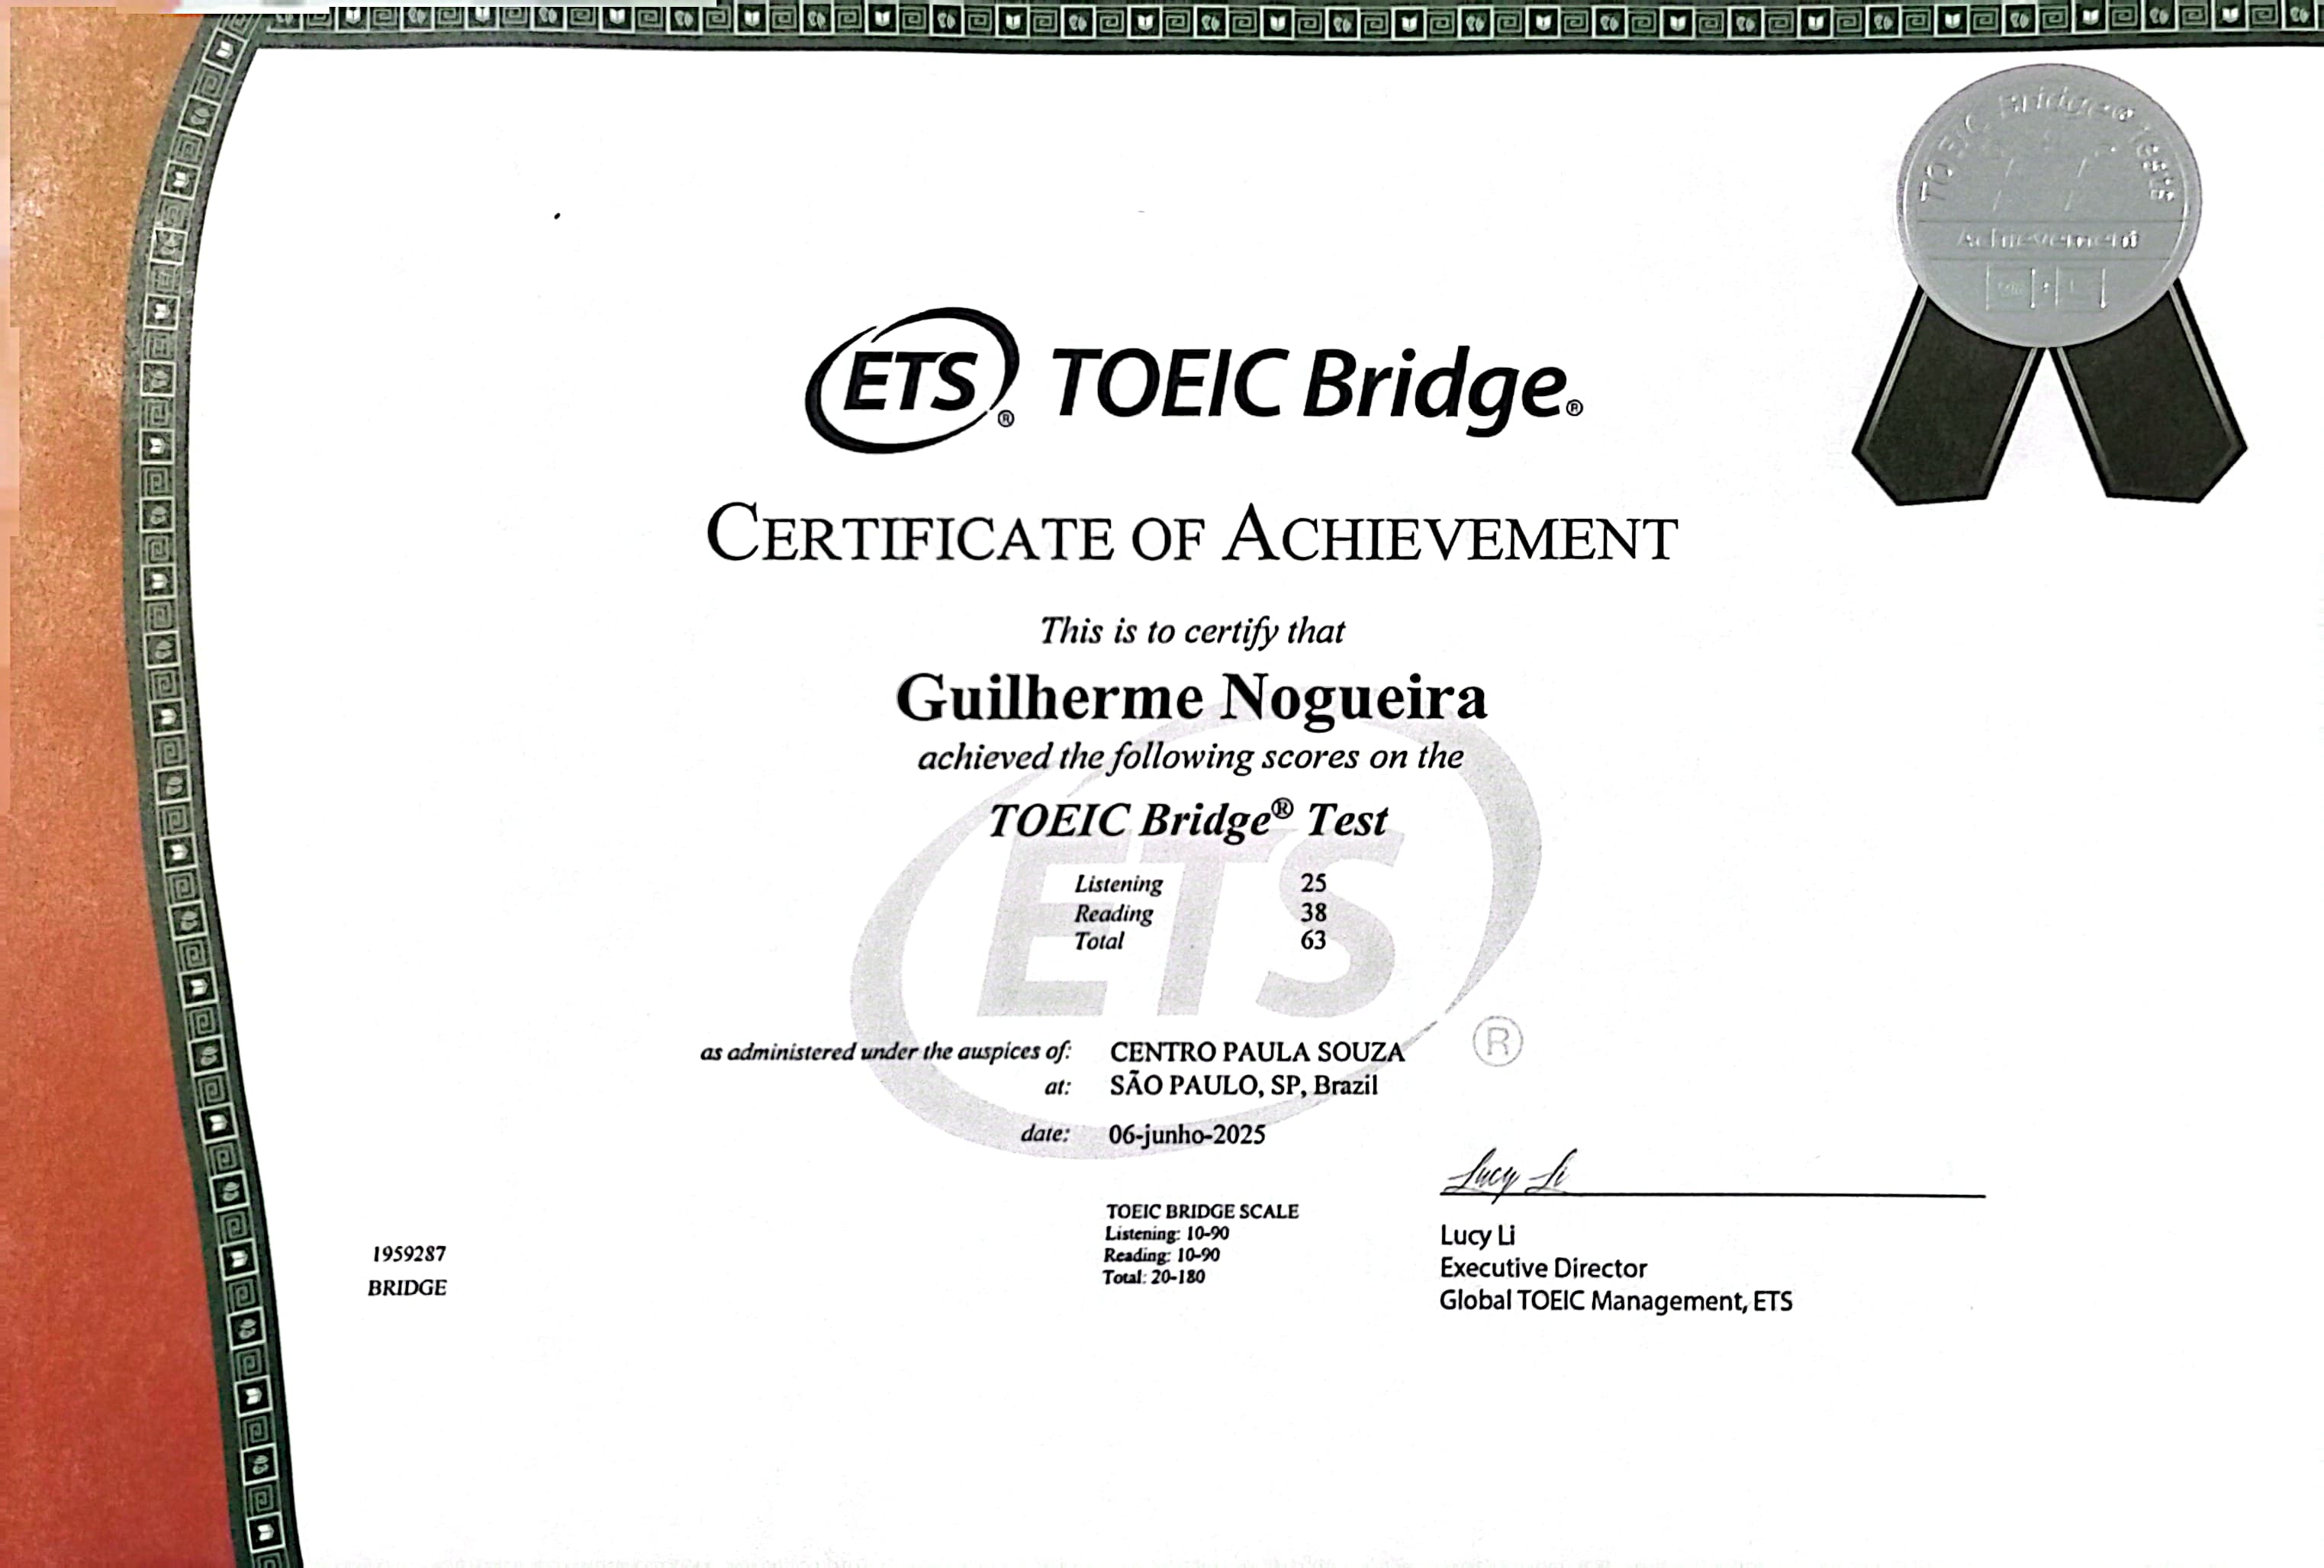 TOEIC Bridge® Tests
Achievement
ETS® TOEIC Bridge®
CERTIFICATE OF ACHIEVEMENT
This is to certify that
Guilherme Nogueira
achieved the following scores on the
TOEIC Bridge® Test
ETS®
Listening 25
Reading 38
Total 63
as administered under the auspices of: CENTRO PAULA SOUZA
at: SÃO PAULO, SP, Brazil
date: 06-junho-2025
Lucy Li
TOEIC BRIDGE SCALE
Listening: 10-90
Reading: 10-90
Total: 20-180
Lucy Li
Executive Director
Global TOEIC Management, ETS
1959287
BRIDGE